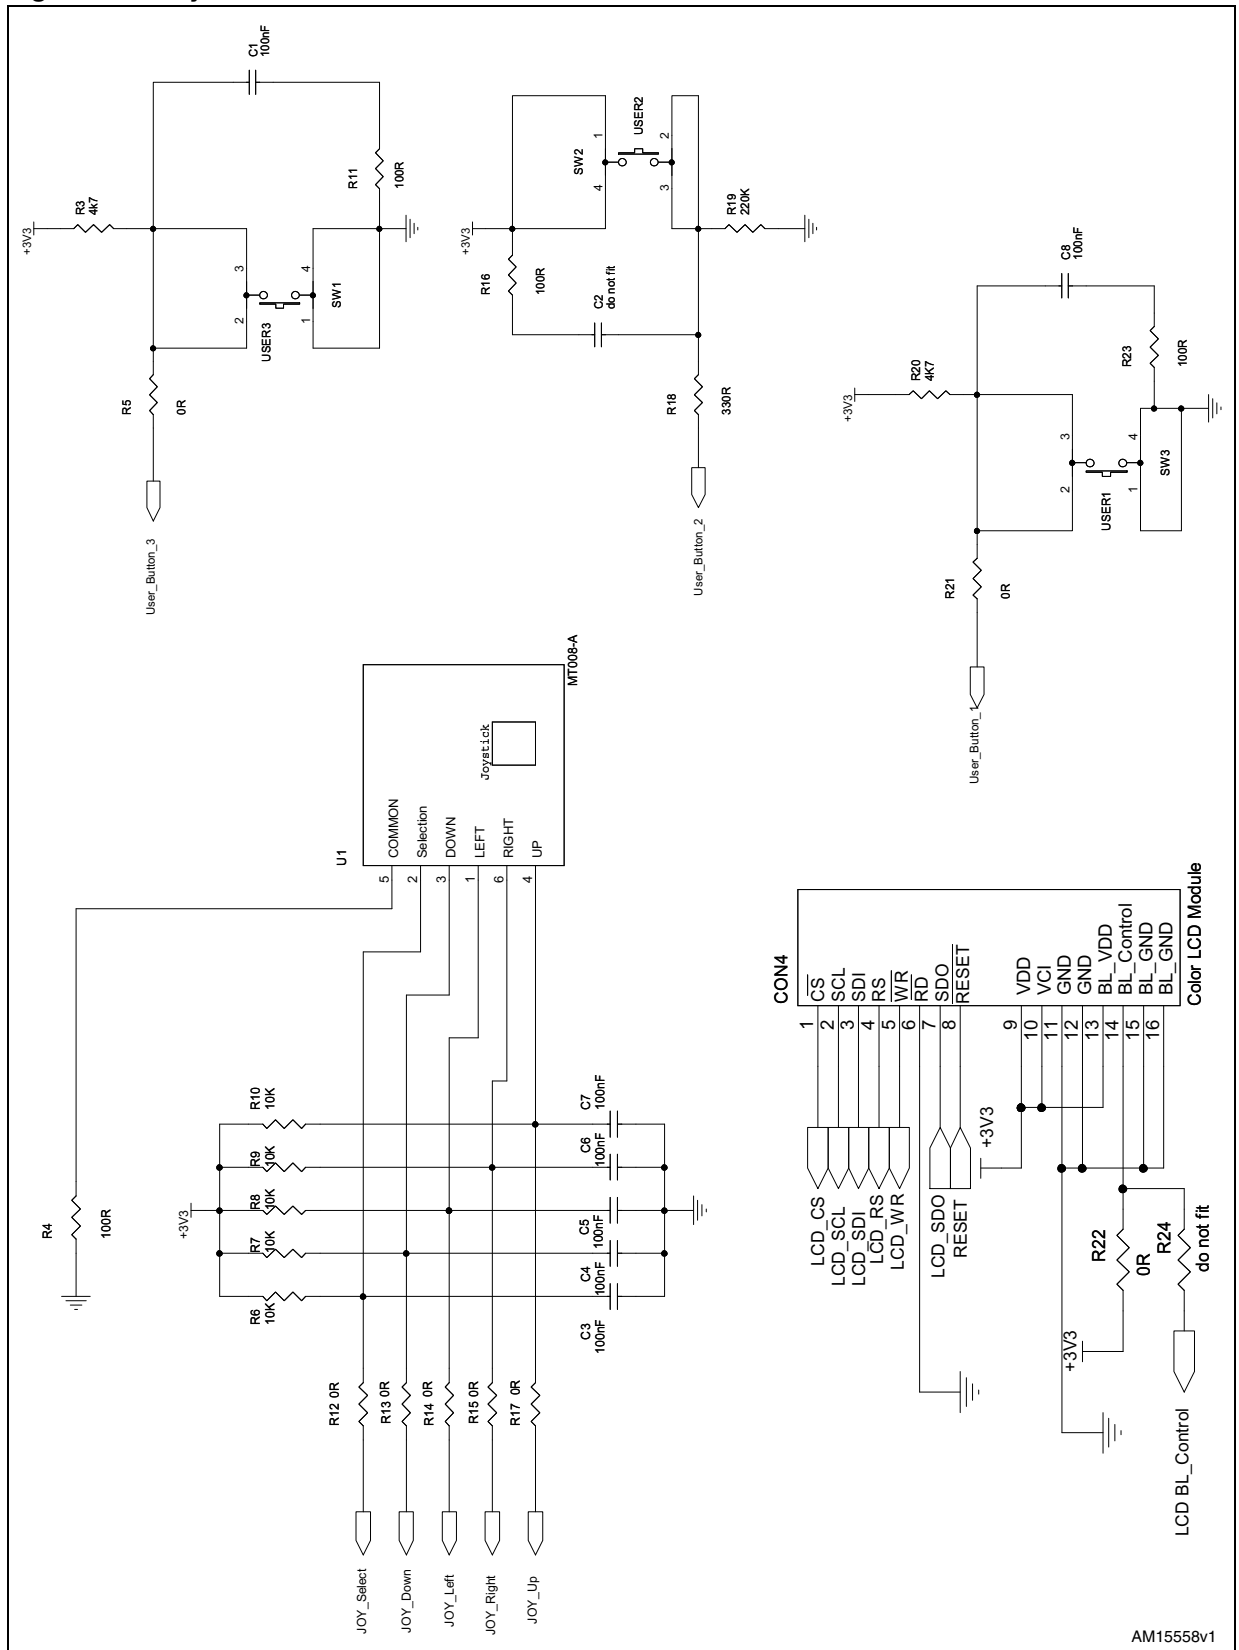 C1
100nF
R11
100R
+3V3
R3
4k7
3
4
2
1
SW1
USER3
R5
0R
User_Button_3
USER2
1
2
SW2
4
3
+3V3
R19
220K
R16
100R
C2
do not fit
R18
330R
User_Button_2
C8
100nF
R23
100R
+3V3
R20
4K7
3
4
2
1
SW3
USER1
R21
0R
User_Button_1
MT008-A
Joystick
U1
COMMON
Selection
DOWN
LEFT
RIGHT
UP
5
2
3
1
6
4
R4
100R
+3V3
R10
10K
R9
10K
R8
10K
R7
10K
R6
10K
C7
100nF
C6
100nF
C5
100nF
C4
100nF
C3
100nF
R12 0R
R13 0R
R14 0R
R15 0R
R17 0R
JOY_Select
JOY_Down
JOY_Left
JOY_Right
JOY_Up
CON4
Color LCD Module
1
CS
2
SCL
3
SDI
4
RS
5
WR
6
RD
7
SDO
8
RESET
9
VDD
10
VCI
11
GND
12
GND
13
BL_VDD
14
BL_Control
15
BL_GND
16
BL_GND
LCD_CS
LCD_SCL
LCD_SDI
LCD_RS
LCD_WR
LCD_SDO
RESET
+3V3
+3V3
R22
0R
R24
do not fit
LCD BL_Control
AM15558v1